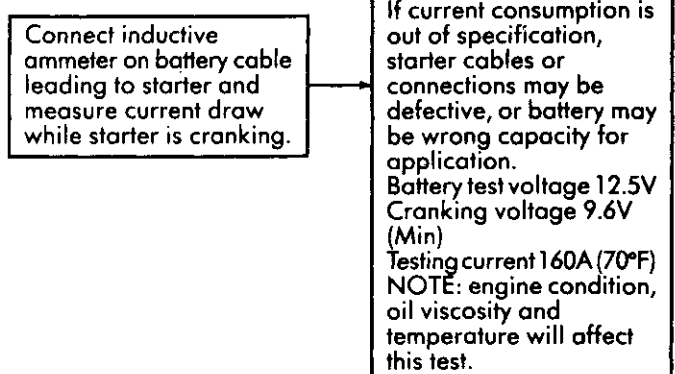 Connect inductive
ammeter on battery cable
leading to starter and
measure current draw
while starter is cranking.
If current consumption is
out of specification,
starter cables or
connections may be
defective, or battery may
be wrong capacity for
application.
Battery test voltage 12.5V
Cranking voltage 9.6V
(Min)
Testing current 160A (70°F)
NOTE: engine condition,
oil viscosity and
temperature will affect
this test.